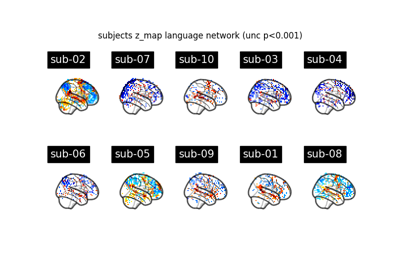 subjects z_map language network (unc p<0.001)
sub-02 sub-07 sub-10 sub-03 sub-04
sub-06 sub-05 sub-09 sub-01 sub-08